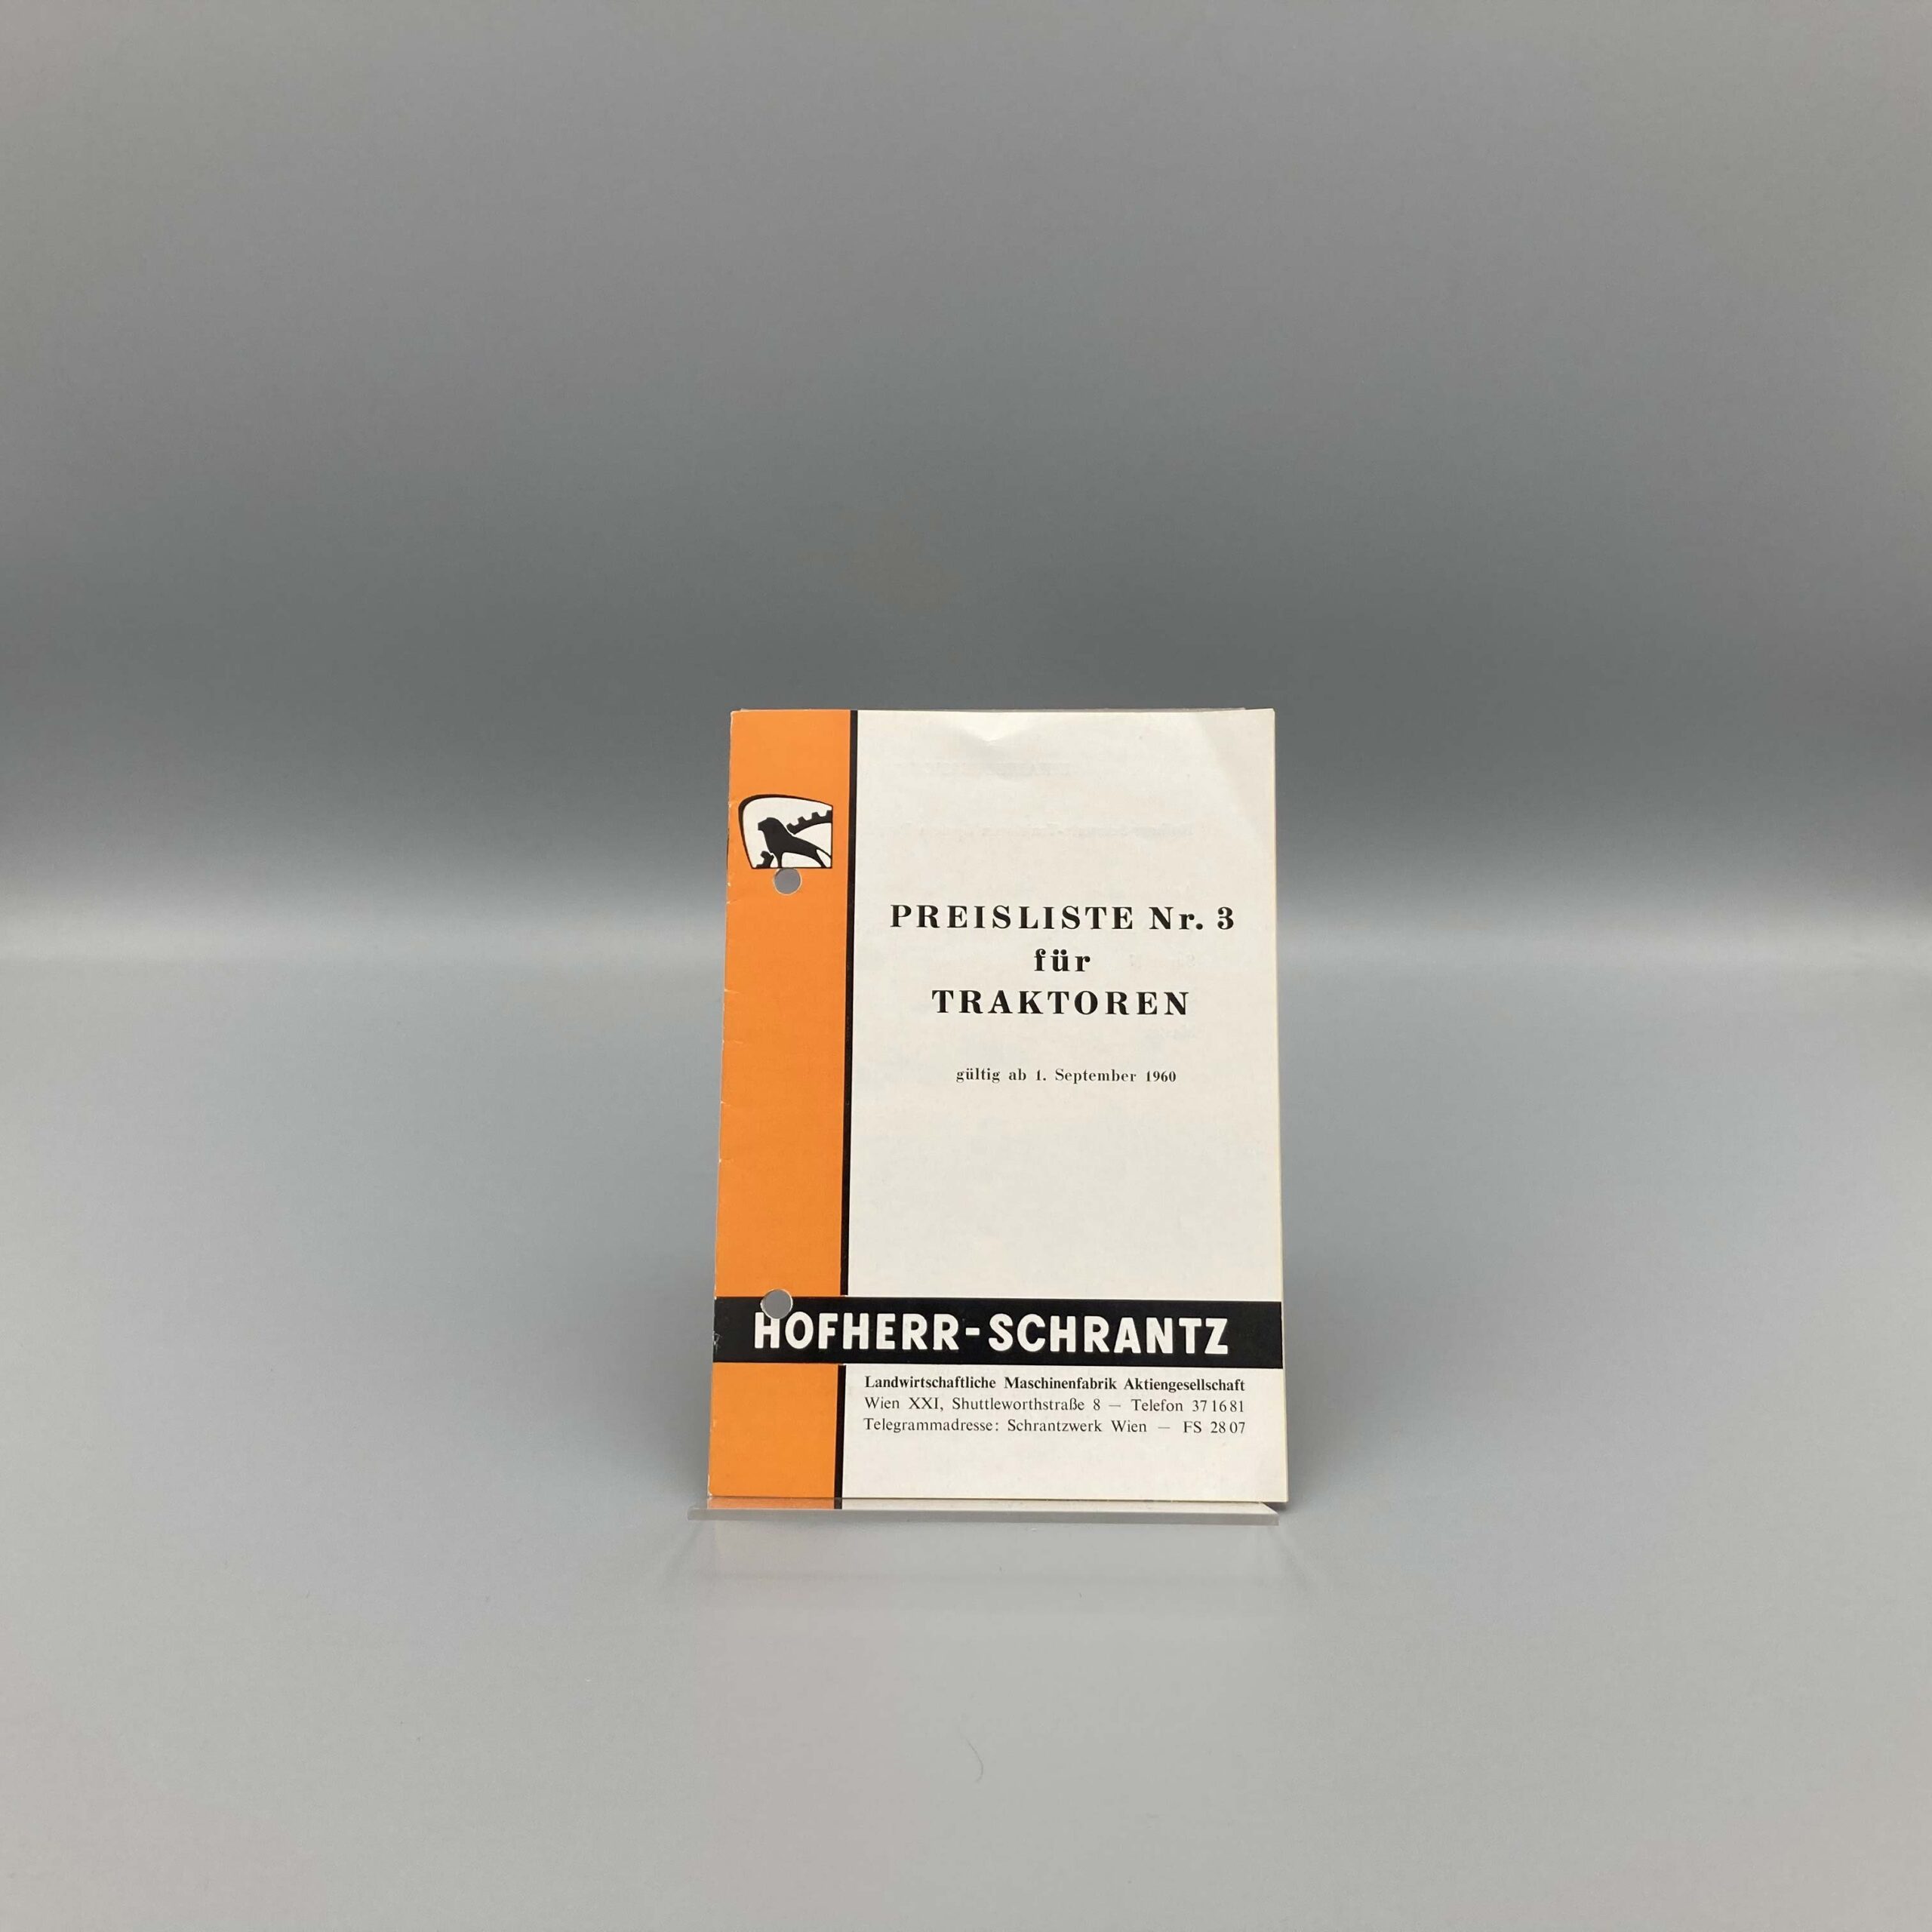 PREISLISTE Nr. 3
für
TRAKTOREN
gültig ab 1. September 1960
HOFHERR-SCHRANTZ
Landwirtschaftliche Maschinenfabrik Aktiengesellschaft
Wien XXI, Shuttleworthstraße 8 — Telefon 37 16 81
Telegrammadresse: Schrantzwerk Wien — FS 28 07